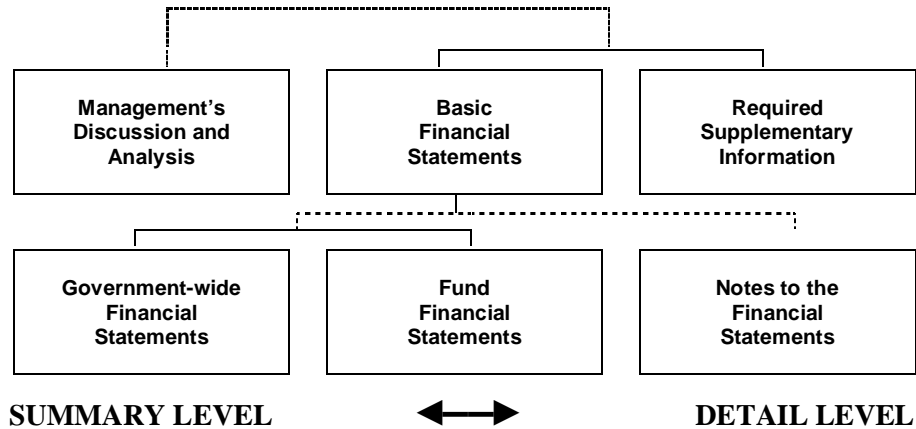 Management’s
Discussion and
Analysis
Basic
Financial
Statements
Required
Supplementary
Information
Government-wide
Financial
Statements
Fund
Financial
Statements
Notes to the
Financial
Statements
SUMMARY LEVEL
DETAIL LEVEL